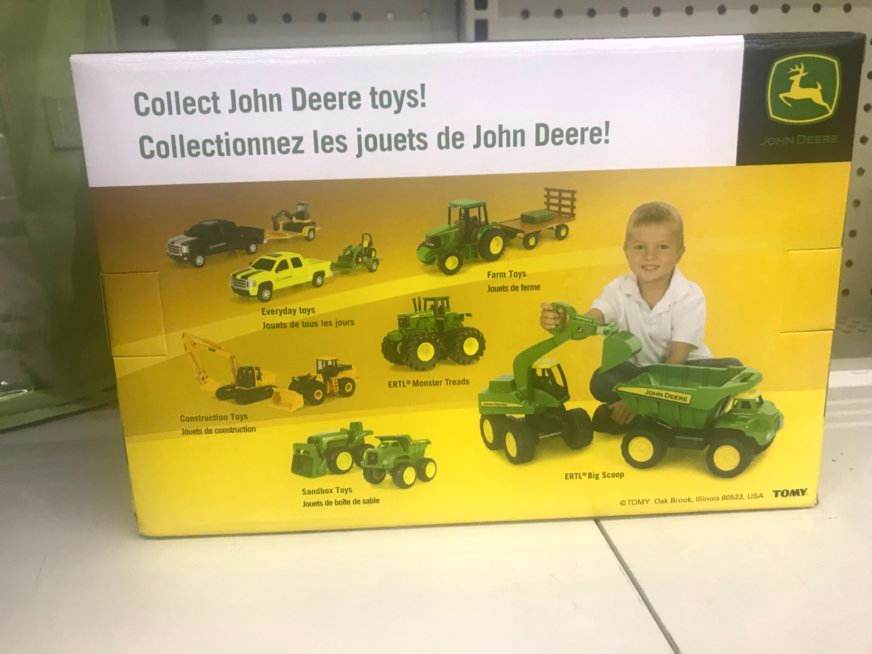 Collect John Deere toys!
Collectionnez les jouets de John Deere!
JOHN DEERE
Everyday toys
Jouets de tous les jours
Farm Toys
Jouets de ferme
ERTL® Monster Treads
Construction Toys
Jouets de construction
Sandbox Toys
Jouets de boîte de sable
JOHN DEERE
ERTL® Big Scoop
©TOMY Oak Brook, Illinois 60523, USA TOMY